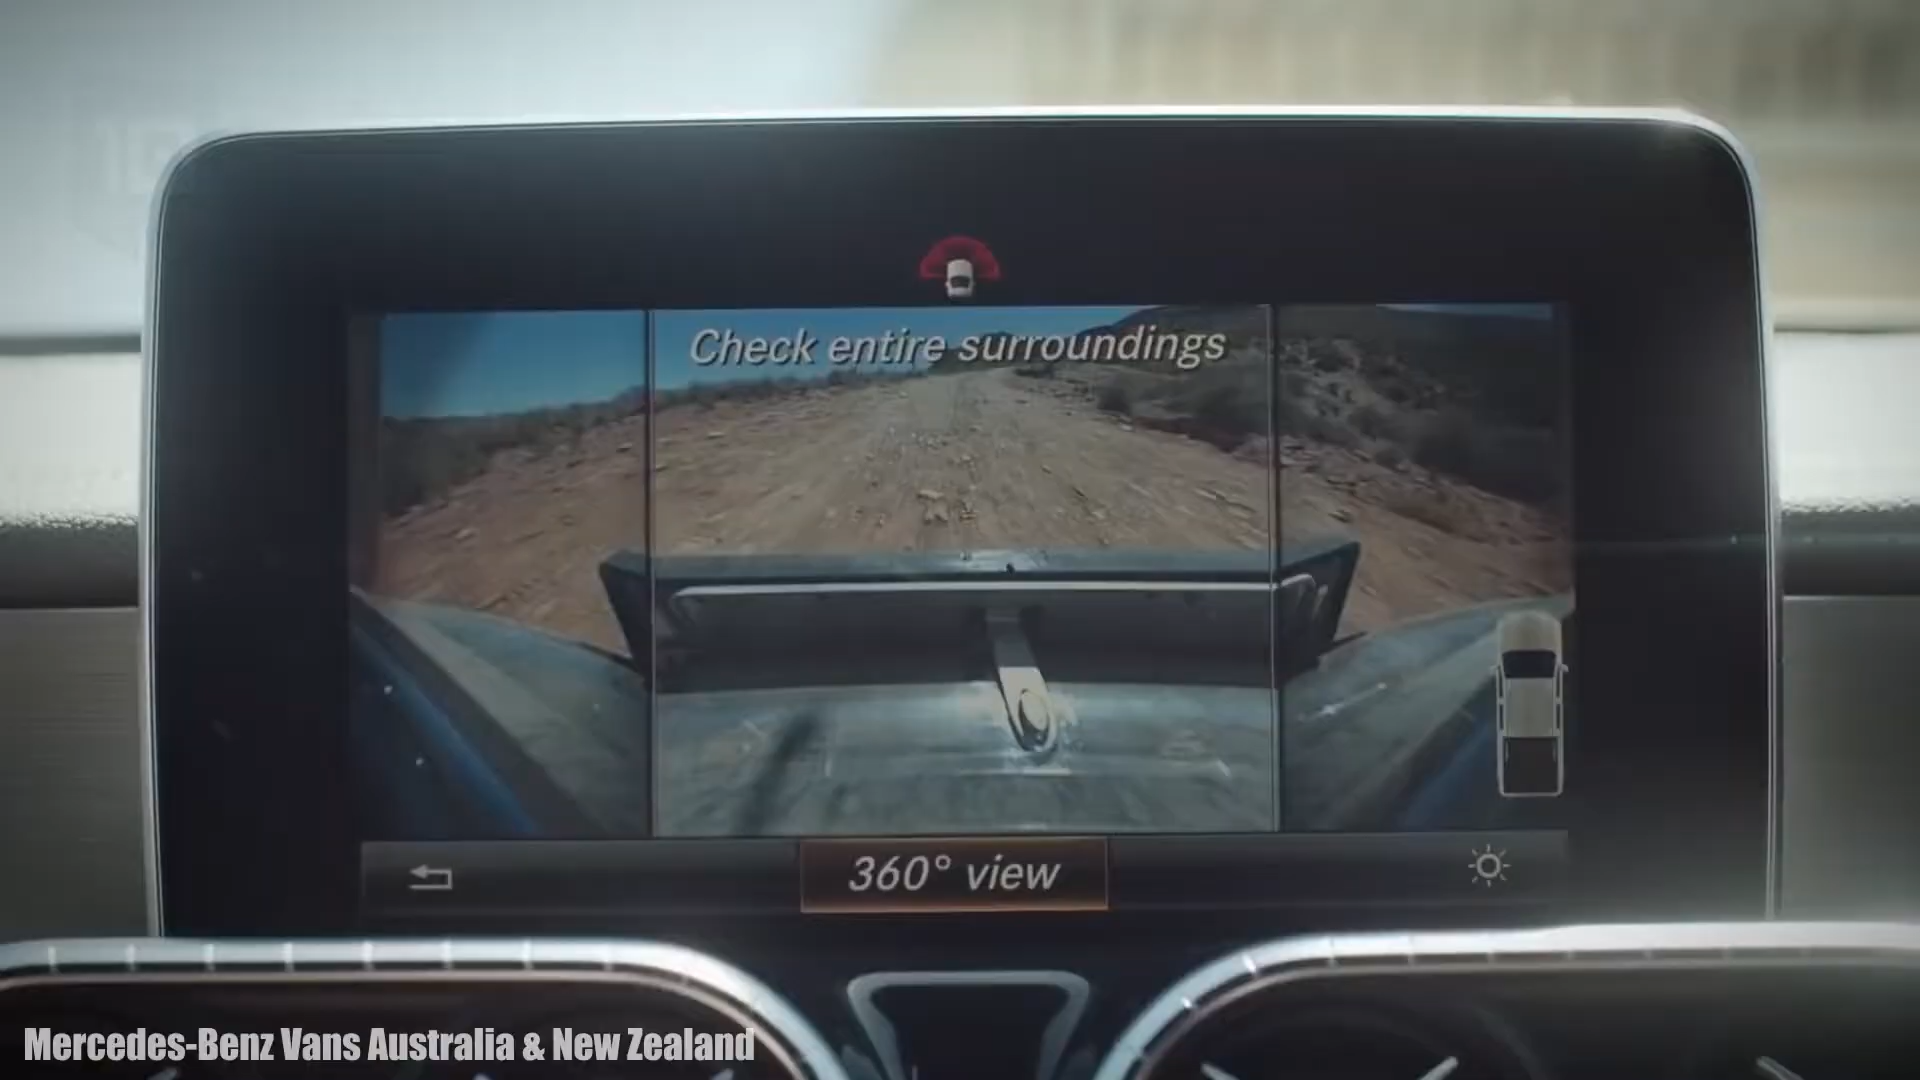 Check entire surroundings
360° view
Mercedes-Benz Vans Australia & New Zealand